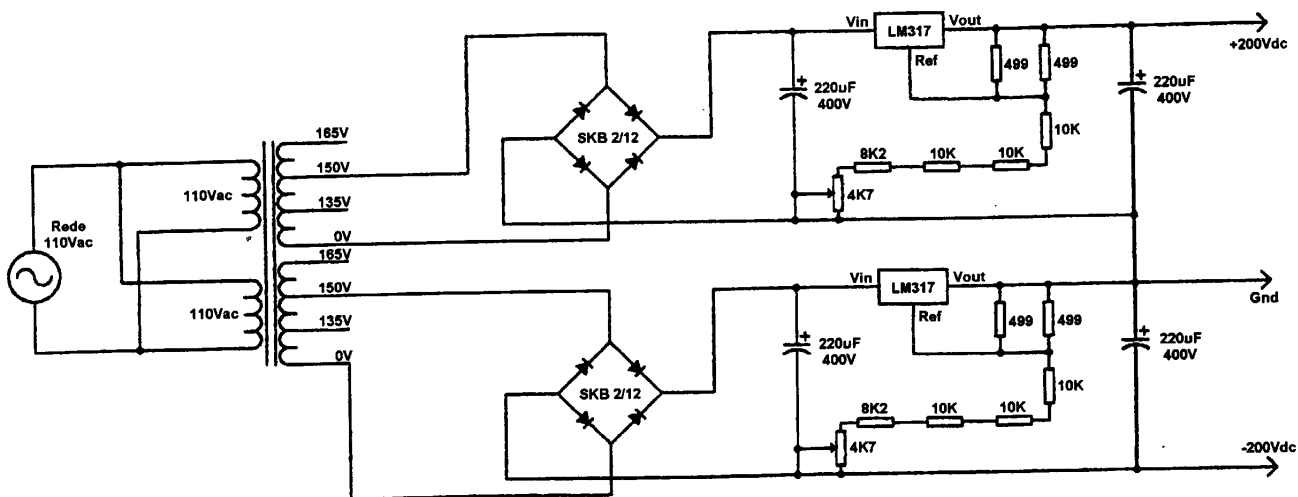 Vin
LM317
Vout
+200Vdc
Ref
499
499
220uF
400V
+
+
220uF
400V
10K
SKB 2/12
8K2
10K
10K
4K7
165V
150V
110Vac
135V
0V
Rede
110Vac
165V
150V
110Vac
135V
0V
Vin
LM317
Vout
Gnd
Ref
499
499
220uF
400V
+
+
220uF
400V
10K
SKB 2/12
8K2
10K
10K
4K7
-200Vdc